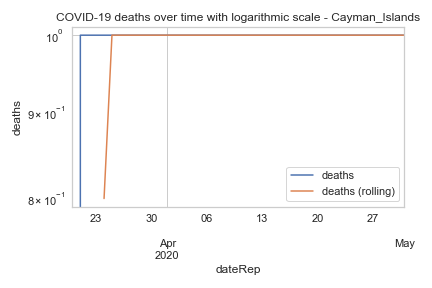 COVID-19 deaths over time with logarithmic scale - Cayman_Islands
10⁰
9 × 10⁻¹
8 × 10⁻¹
deaths
deaths
deaths (rolling)
23 30 06 13 20 27
Apr May
2020
dateRep